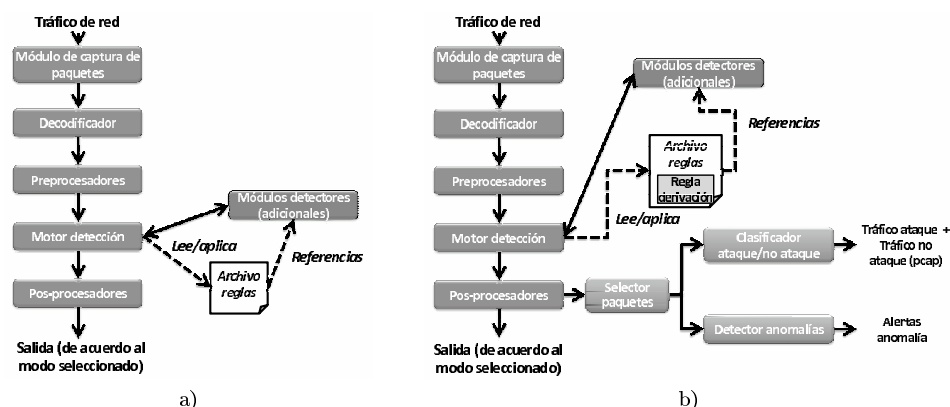 Tráfico de red
Módulo de captura de
paquetes
Decodificador
Preprocesadores
Motor detección
Pos-procesadores
Salida (de acuerdo al
modo seleccionado)
Módulos detectores
(adicionales)
Lee/aplica
Referencias
Archivo
reglas
a)
Tráfico de red
Módulo de captura de
paquetes
Decodificador
Preprocesadores
Motor detección
Pos-procesadores
Salida (de acuerdo al
modo seleccionado)
Módulos detectores
(adicionales)
Referencias
Archivo
reglas
Regla
derivación
Lee/aplica
Selector
paquetes
Clasificador
ataque/no ataque
Tráfico ataque +
Tráfico no
ataque (pcap)
Detector anomalías
Alertas
anomalía
b)